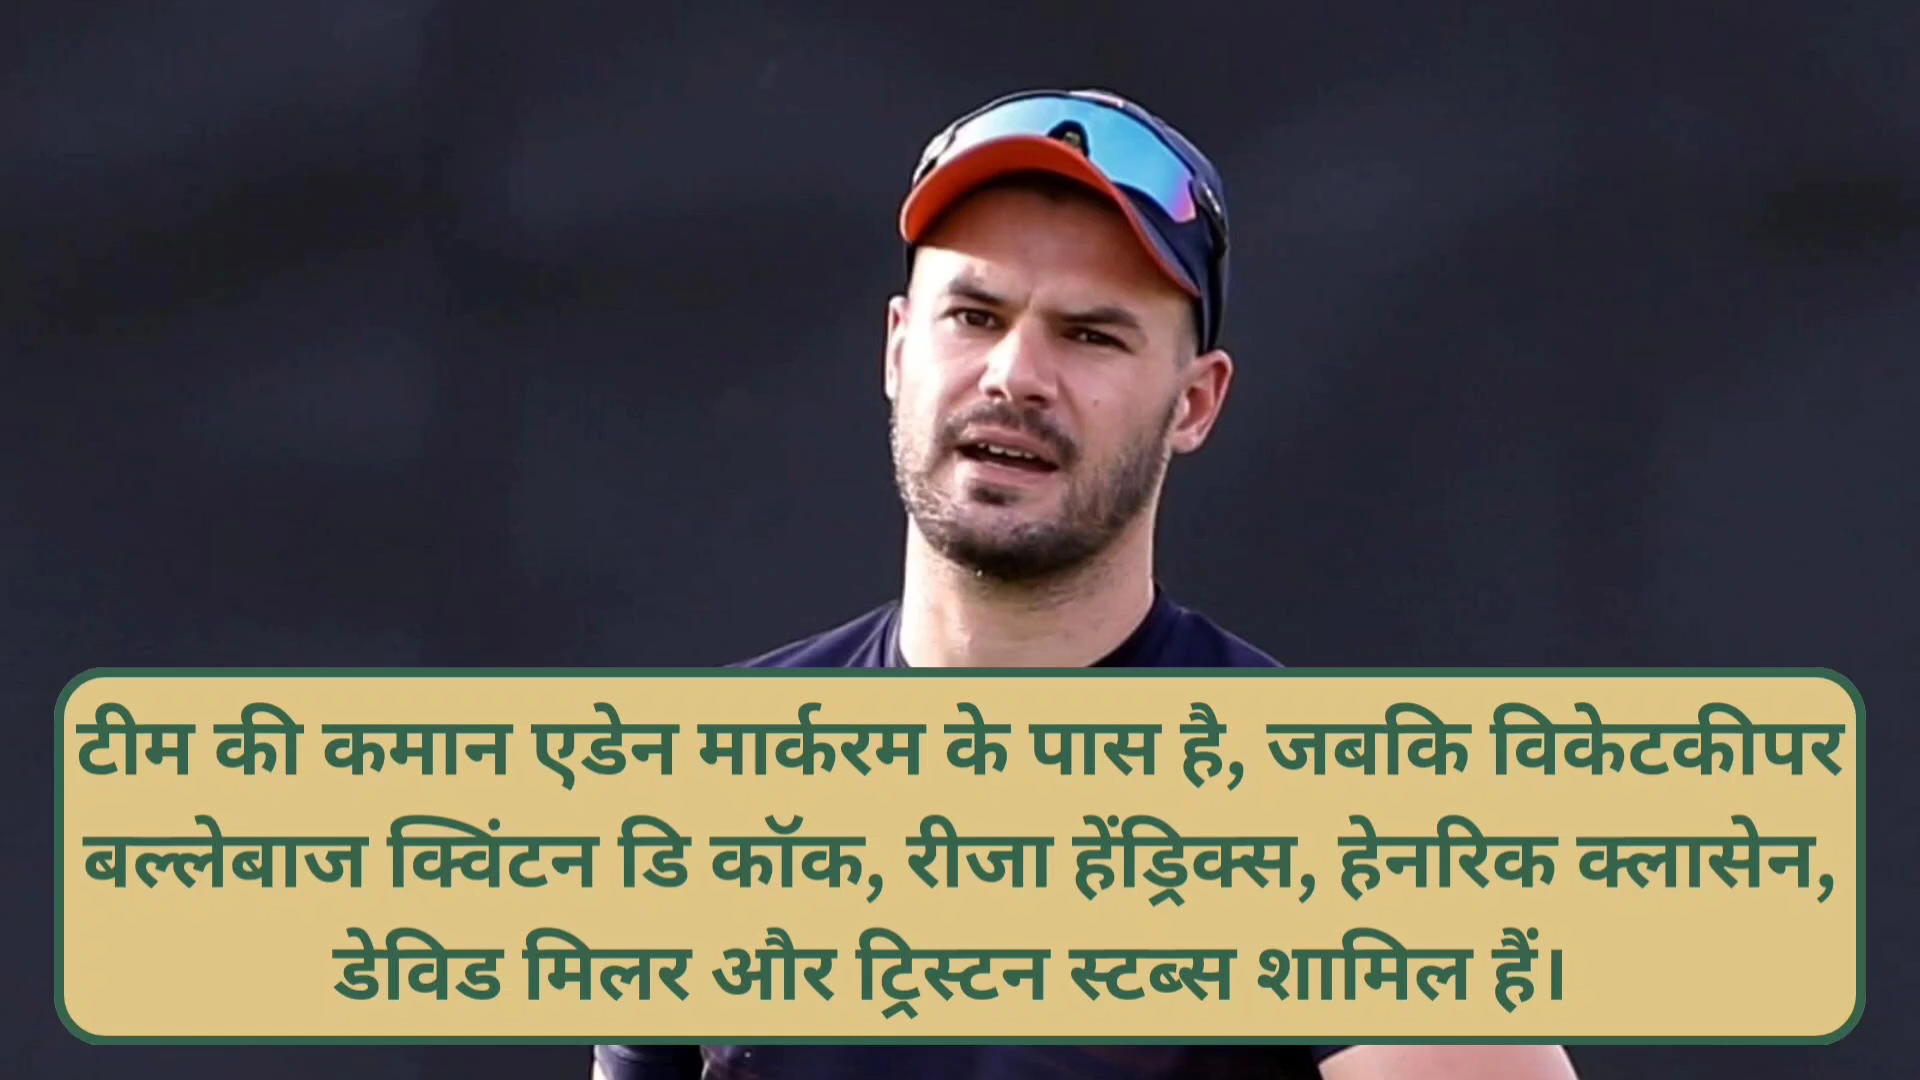 टीम की कमान एडेन मार्करम के पास है, जबकि विकेटकीपर
बल्लेबाज क्विंटन डि कॉक, रीजा हेंड्रिक्स, हेनरिक क्लासेन,
डेविड मिलर और ट्रिस्टन स्टब्स शामिल हैं।